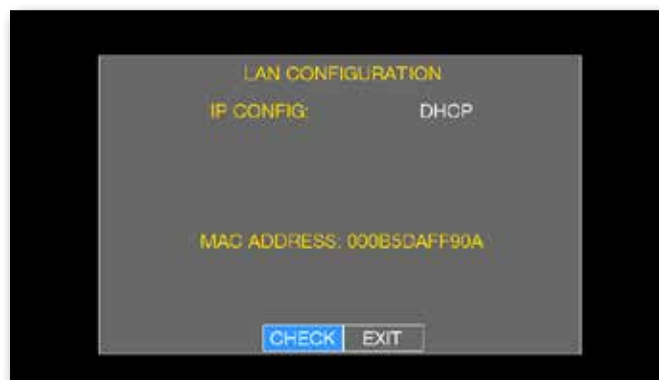 LAN CONFIGURATION
IP CONFIG: DHCP
MAC ADDRESS: 000B5DAFF90A
CHECK EXIT